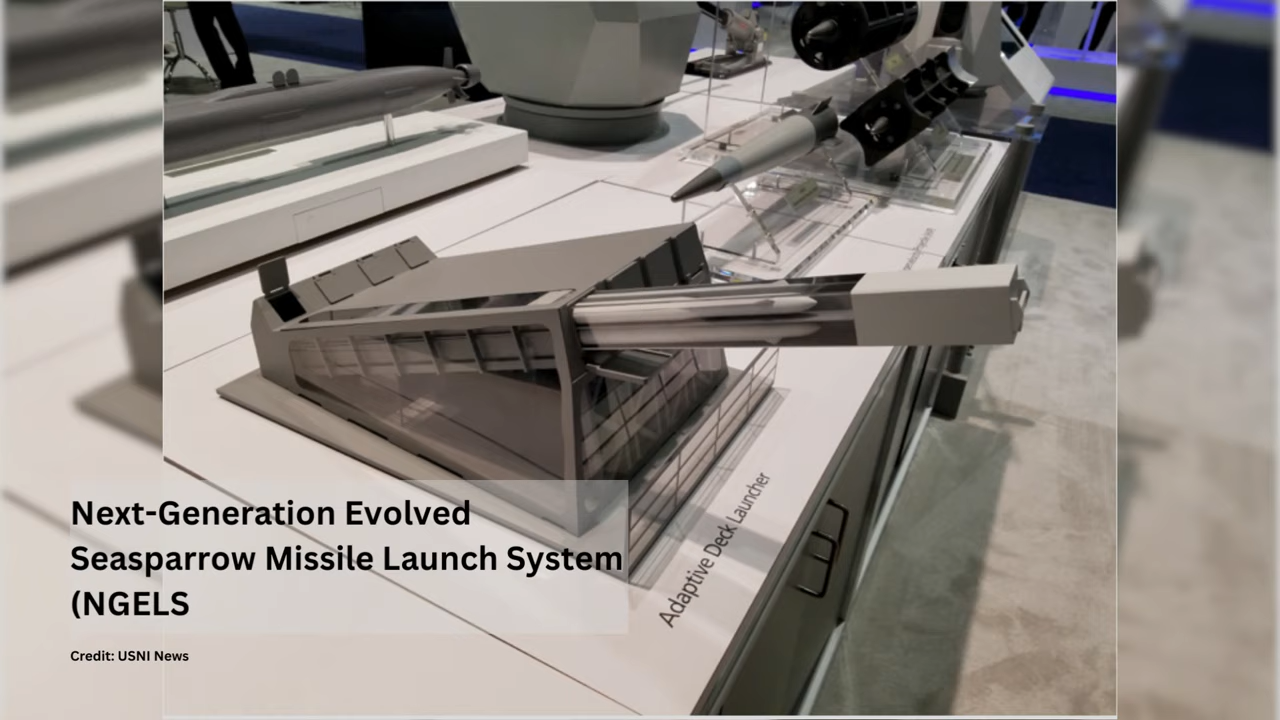 Next-Generation Evolved
Seasparrow Missile Launch System
(NGELS
Credit: USNI News
Adaptive Deck Launcher